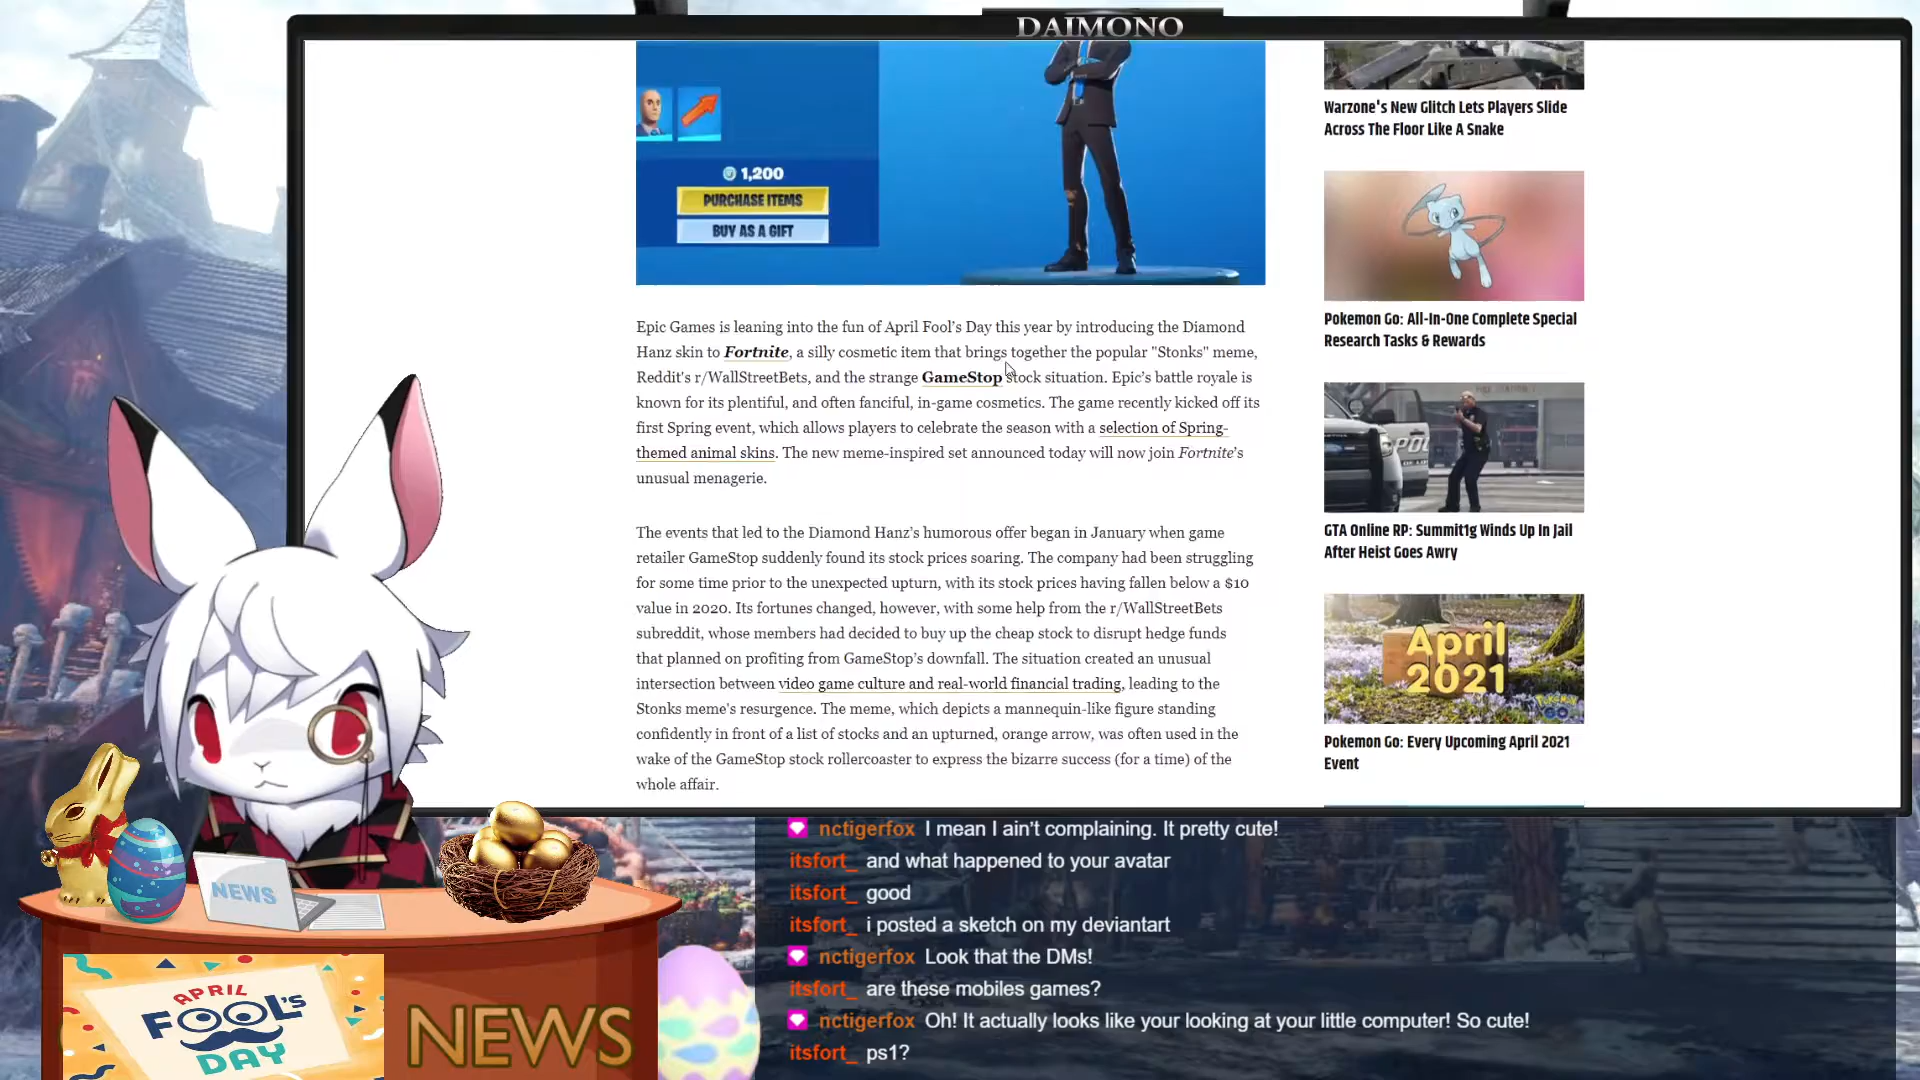 DAIMONO
1,200
PURCHASE ITEMS
BUY AS A GIFT
Epic Games is leaning into the fun of April Fool's Day this year by introducing the Diamond
Hanz skin to Fortnite, a silly cosmetic item that brings together the popular "Stonks" meme,
Reddit's r/WallStreetBets, and the strange GameStop stock situation. Epic's battle royale is
known for its plentiful, and often fanciful, in-game cosmetics. The game recently kicked off its
first Spring event, which allows players to celebrate the season with a selection of Spring-
themed animal skins. The new meme-inspired set announced today will now join Fortnite's
unusual menagerie.
The events that led to the Diamond Hanz's humorous offer began in January when game
retailer GameStop suddenly found its stock prices soaring. The company had been struggling
for some time prior to the unexpected upturn, with its stock prices having fallen below a $10
value in 2020. Its fortunes changed, however, with some help from the r/WallStreetBets
subreddit, whose members had decided to buy up the cheap stock to disrupt hedge funds
that planned on profiting from GameStop's downfall. The situation created an unusual
intersection between video game culture and real-world financial trading, leading to the
Stonks meme's resurgence. The meme, which depicts a mannequin-like figure standing
confidently in front of a list of stocks and an upturned, orange arrow, was often used in the
wake of the GameStop stock rollercoaster to express the bizarre success (for a time) of the
whole affair.
Warzone's New Glitch Lets Players Slide
Across The Floor Like A Snake
Pokemon Go: All-In-One Complete Special
Research Tasks & Rewards
GTA Online RP: Summit1g Winds Up In Jail
After Heist Goes Awry
April
2021
POKÉMON
GO
Pokemon Go: Every Upcoming April 2021
Event
nctigerfox I mean I ain't complaining. It pretty cute!
itsfort_ and what happened to your avatar
itsfort_ good
itsfort_ i posted a sketch on my deviantart
nctigerfox Look that the DMs!
itsfort_ are these mobiles games?
nctigerfox Oh! It actually looks like your looking at your little computer! So cute!
itsfort_ ps1?
NEWS
APRIL
FOOL'S
DAY
NEWS